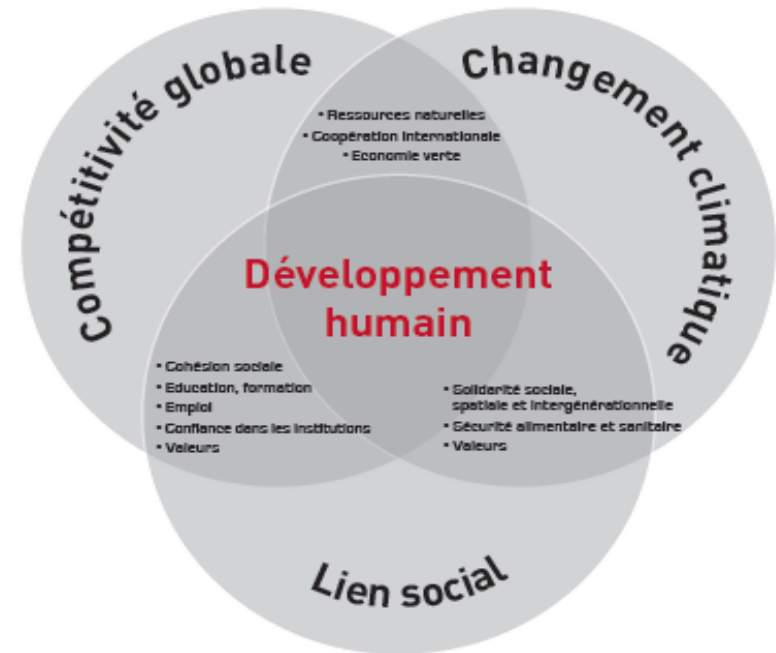 Compétitivité globale
Changement climatique
• Ressources naturelles
• Coopération internationale
• Economie verte
Développement
humain
• Cohésion sociale
• Education, formation
• Emploi
• Confiance dans les institutions
• Valeurs
• Solidarité sociale,
spatiale et intergénérationnelle
• Sécurité alimentaire et sanitaire
• Valeurs
Lien social